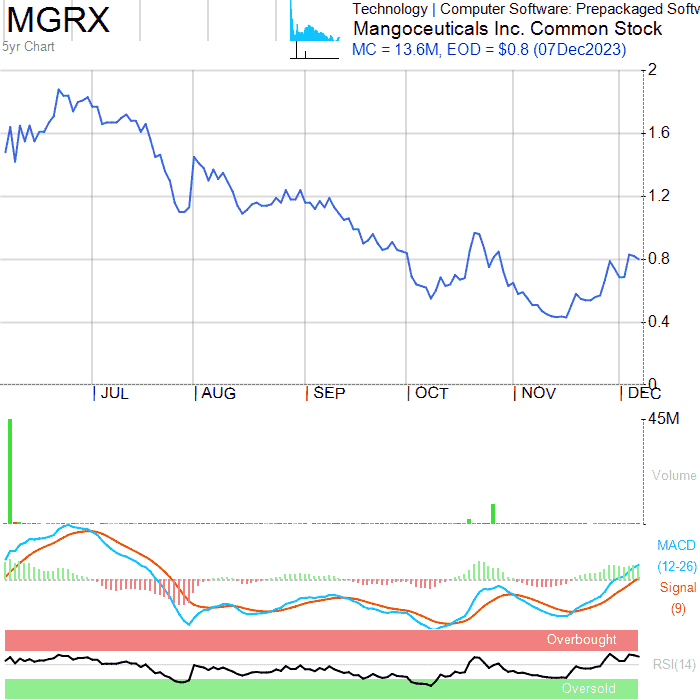 MGRX
5yr Chart
Technology | Computer Software: Prepackaged Softw
Mangoceuticals Inc. Common Stock
MC = 13.6M, EOD = $0.8 (07Dec2023)
2
1.6
1.2
0.8
0.4
0
JUL
AUG
SEP
OCT
NOV
DEC
45M
Volume
MACD
(12-26)
Signal
(9)
Overbought
RSI(14)
Oversold